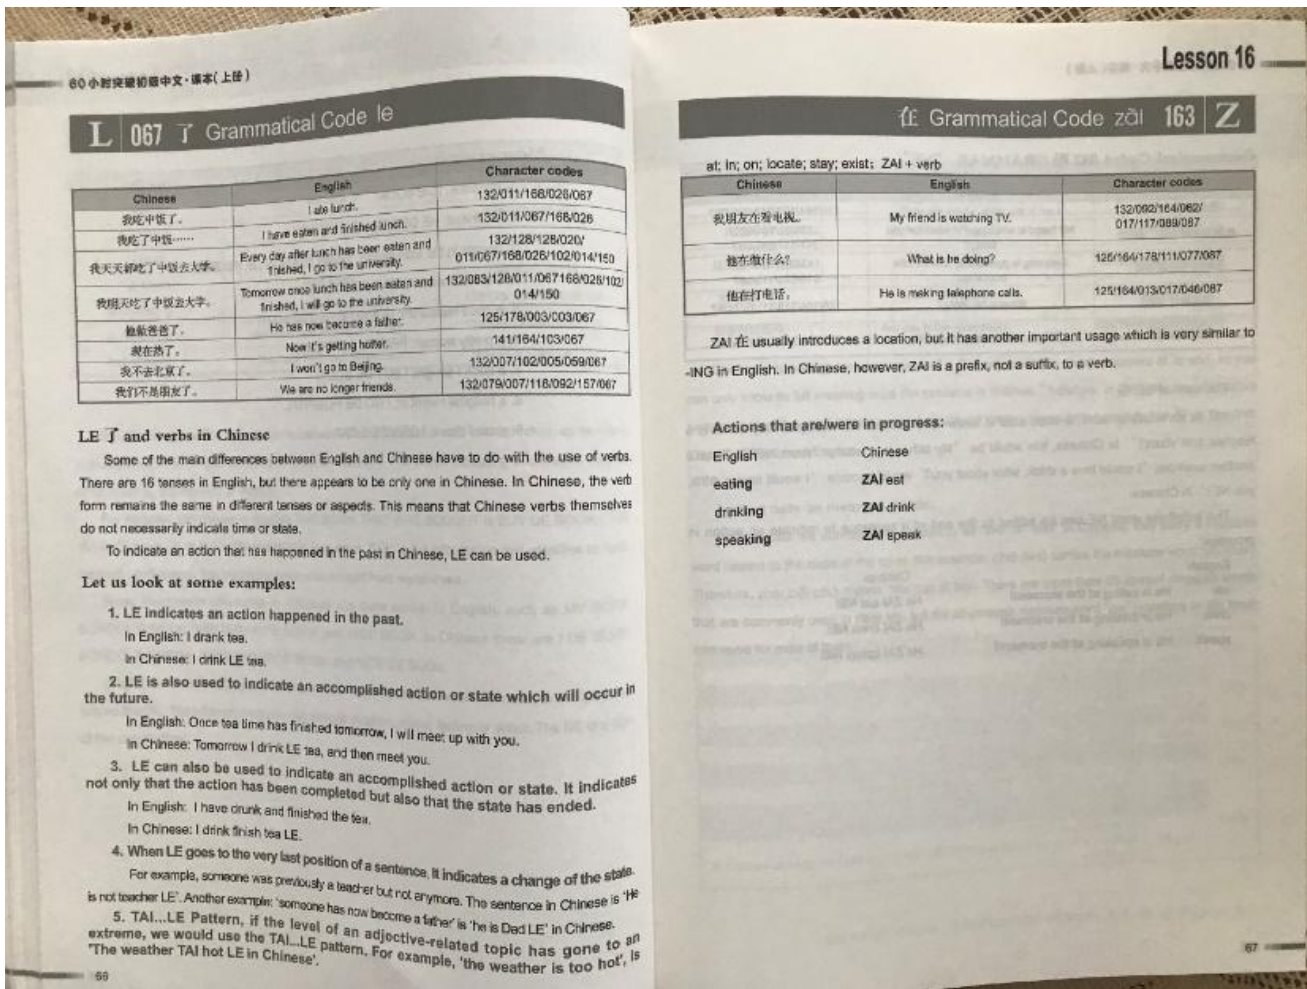 60小时突破初级中文·课本(上册)
L 067 了 Grammatical Code le
Chinese English Character codes
我吃中饭了。 I ate lunch. 132/011/168/026/067
我吃了中饭…… I have eaten and finished lunch. 132/011/067/168/026
我天天都吃了中饭去大学。 Every day after lunch has been eaten and finished, I go to the university. 132/128/128/020/ 011/067/168/026/102/014/150
我明天吃了中饭去大学。 Tomorrow once lunch has been eaten and finished, I will go to the university. 132/083/128/011/067168/026/102/ 014/150
他做爸爸了。 He has now become a father. 125/178/003/003/067
现在热了。 Now it's getting hotter. 141/164/103/067
我不去北京了。 I won't go to Beijing. 132/007/102/005/059/067
我们不是朋友了。 We are no longer friends. 132/079/007/116/092/157/067
LE 了 and verbs in Chinese
Some of the main differences between English and Chinese have to do with the use of verbs.
There are 16 tenses in English, but there appears to be only one in Chinese. In Chinese, the verb
form remains the same in different tenses or aspects. This means that Chinese verbs themselves
do not necessarily indicate time or state.
To indicate an action that has happened in the past in Chinese, LE can be used.
Let us look at some examples:
1. LE indicates an action happened in the past.
In English: I drank tea.
In Chinese: I drink LE tea.
2. LE is also used to indicate an accomplished action or state which will occur in
the future.
In English: Once tea time has finished tomorrow, I will meet up with you.
In Chinese: Tomorrow I drink LE tea, and then meet you.
3. LE can also be used to indicate an accomplished action or state. It indicates
not only that the action has been completed but also that the state has ended.
In English: I have drunk and finished the tea.
In Chinese: I drink finish tea LE.
4. When LE goes to the very last position of a sentence, it indicates a change of the state.
For example, someone was previously a teacher but not anymore. The sentence in Chinese is 'He
is not teacher LE'. Another example: 'someone has now become a father' is 'he is Dad LE' in Chinese.
5. TAI...LE Pattern, if the level of an adjective-related topic has gone to an
extreme, we would use the TAI...LE pattern. For example, 'the weather is too hot', is
'The weather TAI hot LE in Chinese'.
66
Lesson 16
在 Grammatical Code zài 163 Z
at; in; on; locate; stay; exist; ZAI + verb
Chinese English Character codes
我朋友在看电视。 My friend is watching TV. 132/092/164/062/ 017/117/089/087
他在做什么? What is he doing? 125/164/178/111/077/087
他在打电话。 He is making telephone calls. 125/164/013/017/046/087
ZAI 在 usually introduces a location, but it has another important usage which is very similar to
-ING in English. In Chinese, however, ZAI is a prefix, not a suffix, to a verb.
Actions that are/were in progress:
English Chinese
eating ZAI eat
drinking ZAI drink
speaking ZAI speak
67